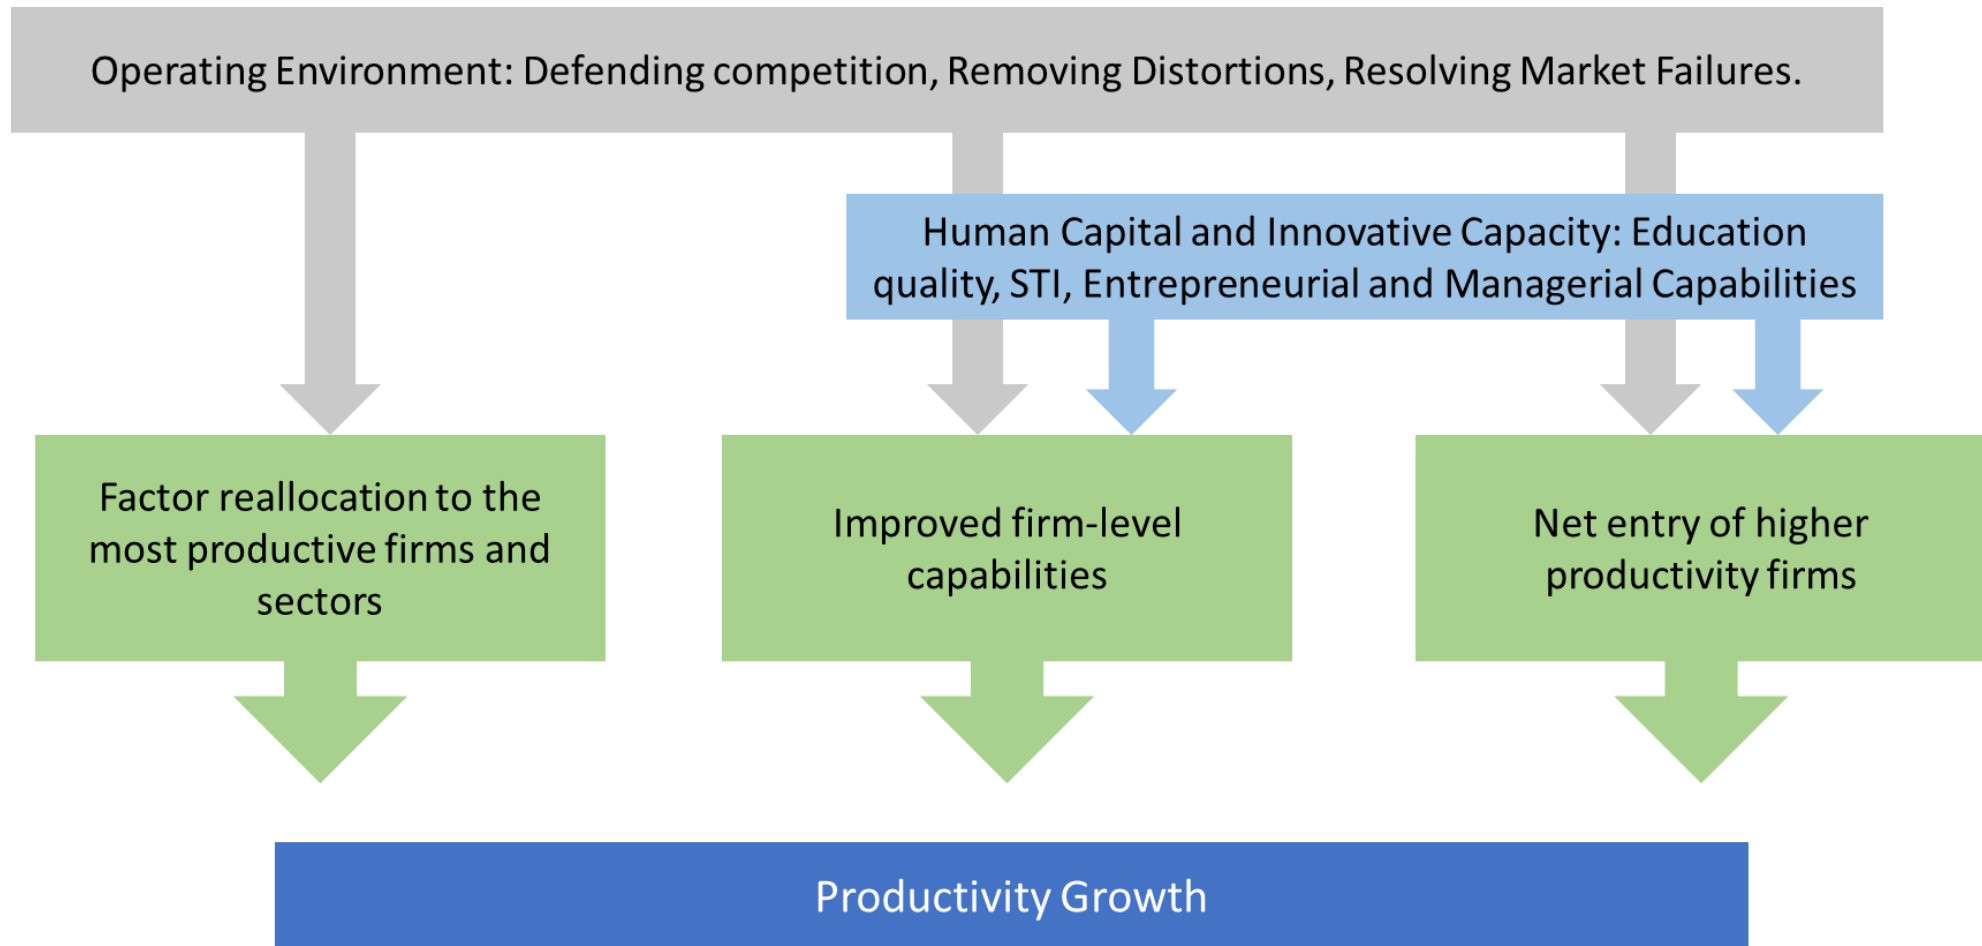 Operating Environment: Defending competition, Removing Distortions, Resolving Market Failures.
Human Capital and Innovative Capacity: Education
quality, STI, Entrepreneurial and Managerial Capabilities
Factor reallocation to the
most productive firms and
sectors
Improved firm-level
capabilities
Net entry of higher
productivity firms
Productivity Growth